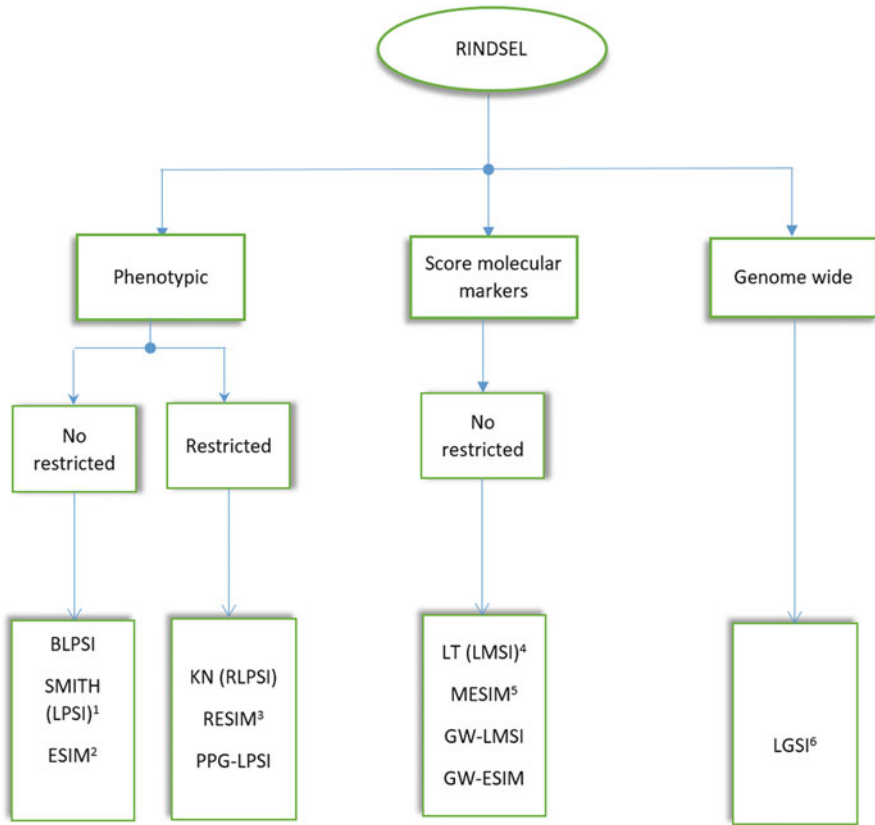 RINDSEL
Phenotypic
Score molecular
markers
Genome wide
No
restricted
Restricted
No
restricted
BLPSI
SMITH
(LPSI)¹
ESIM²
KN (RLPSI)
RESIM³
PPG-LPSI
LT (LMSI)⁴
MESIM⁵
GW-LMSI
GW-ESIM
LGSI⁶